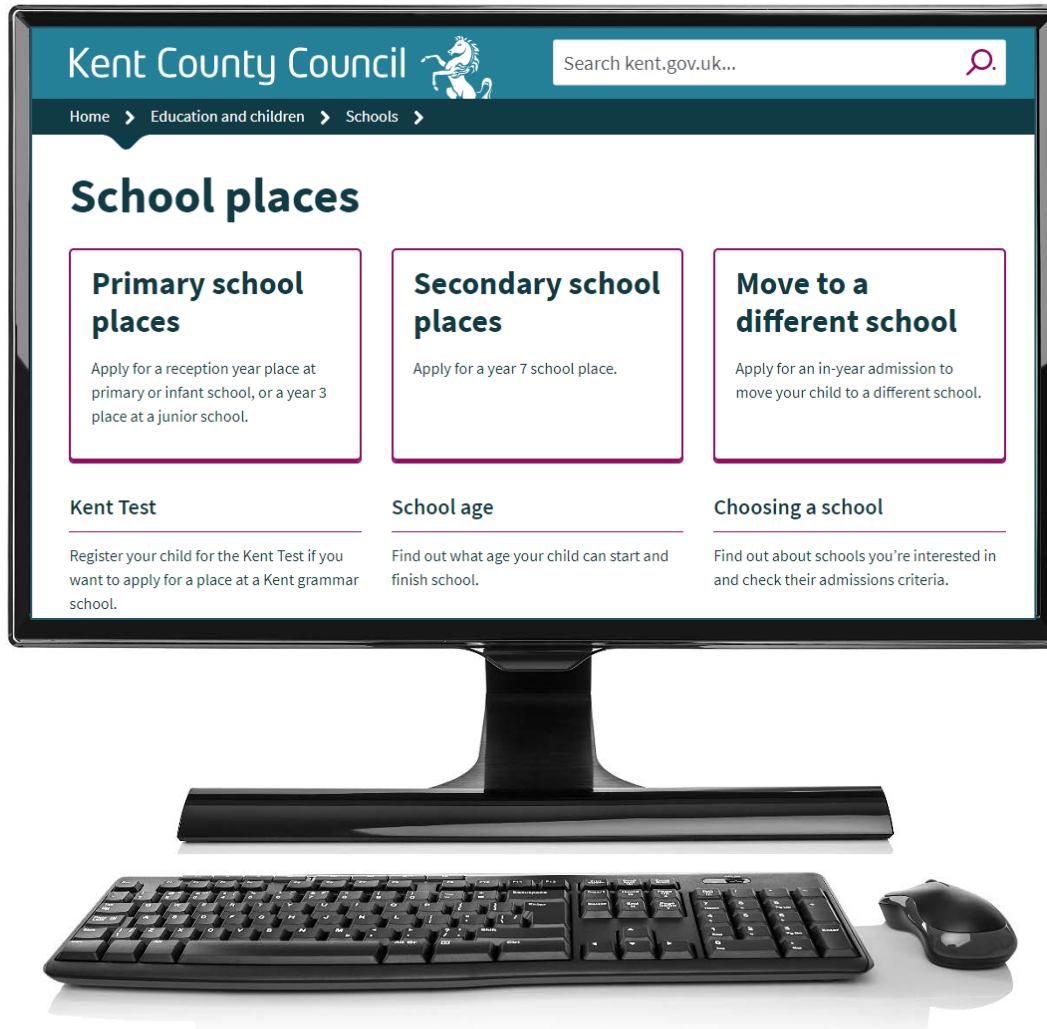 Kent County Council
Search kent.gov.uk...
Home
Education and children
Schools
School places
Primary school
places
Apply for a reception year place at
primary or infant school, or a year 3
place at a junior school.
Secondary school
places
Apply for a year 7 school place.
Move to a
different school
Apply for an in-year admission to
move your child to a different school.
Kent Test
Register your child for the Kent Test if you
want to apply for a place at a Kent grammar
school.
School age
Find out what age your child can start and
finish school.
Choosing a school
Find out about schools you're interested in
and check their admissions criteria.